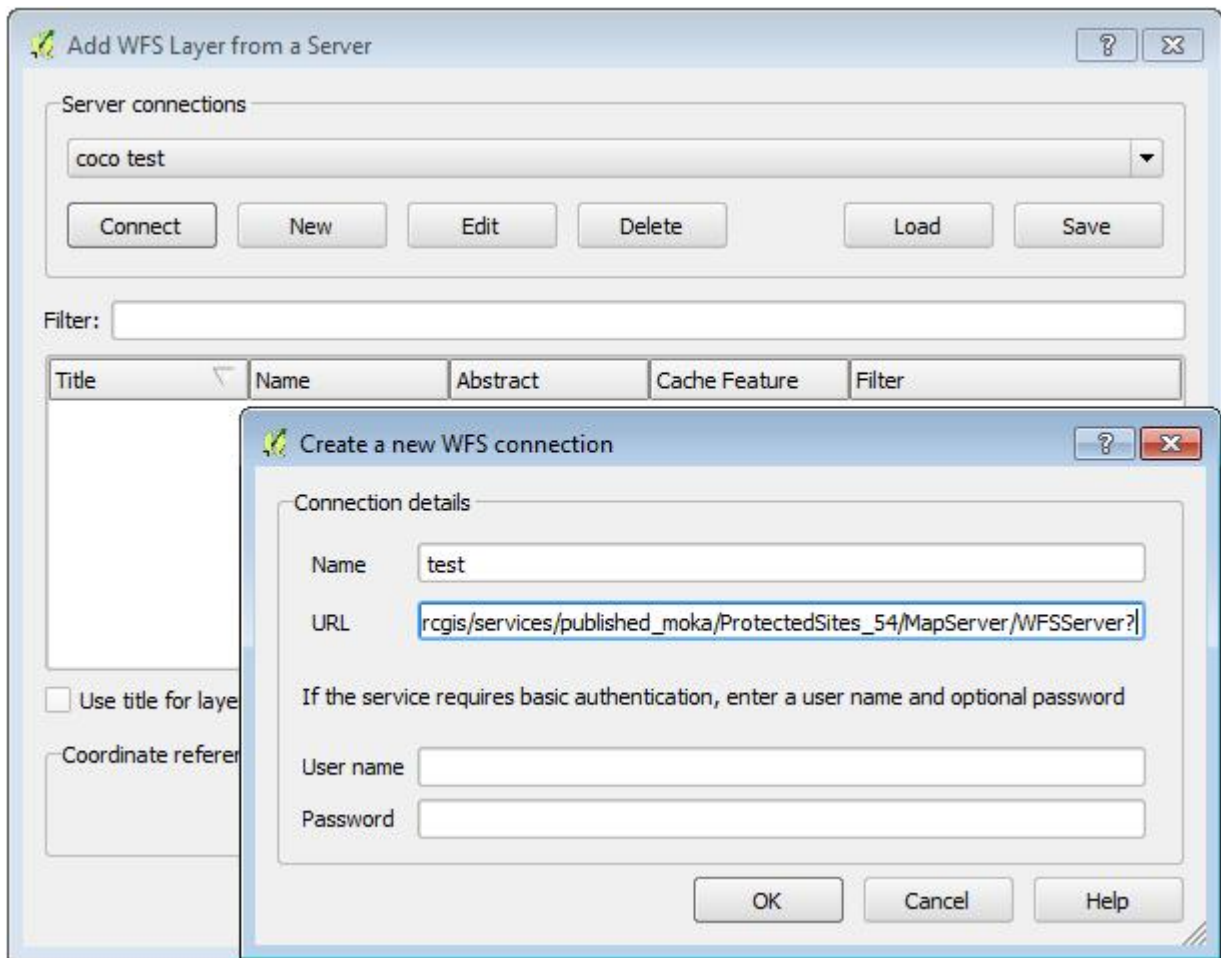 Add WFS Layer from a Server
Server connections
coco test
Connect New Edit Delete Load Save
Filter:
Title Name Abstract Cache Feature Filter
Create a new WFS connection
Connection details
Name test
URL rcgis/services/published_moka/ProtectedSites_54/MapServer/WFSServer?
If the service requires basic authentication, enter a user name and optional password
Use title for laye
Coordinate referen
User name
Password
OK Cancel Help